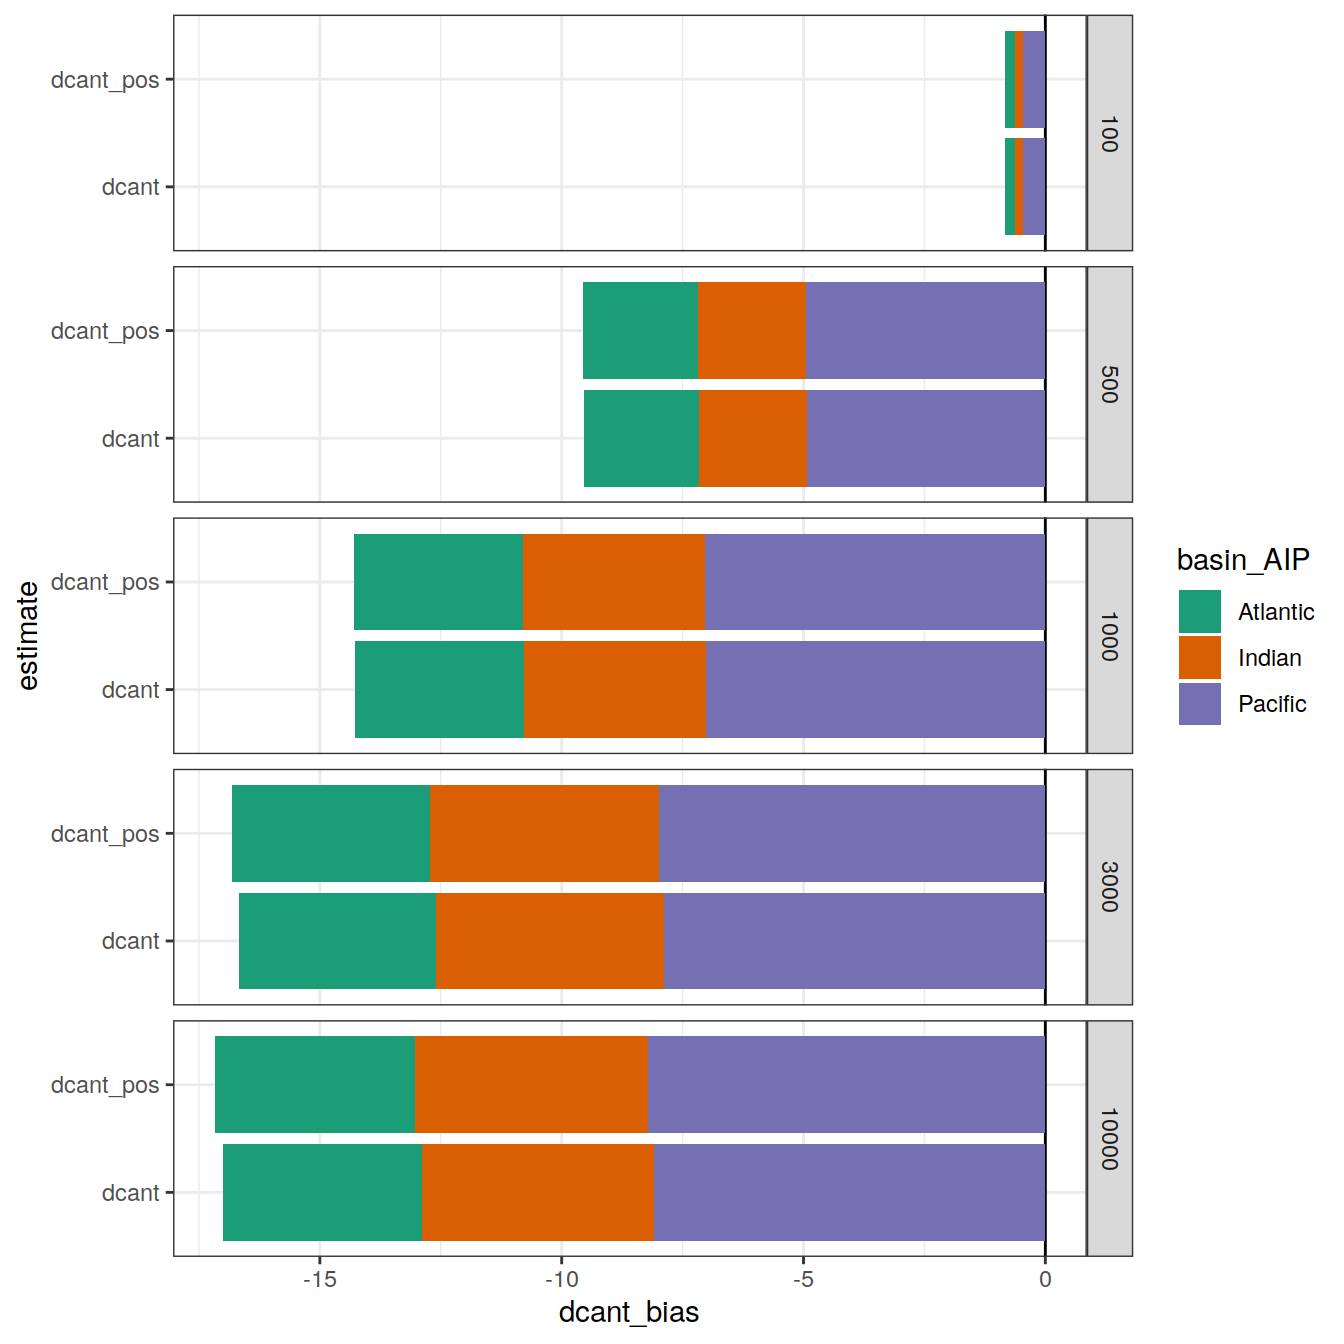 dcant_pos
dcant
100
dcant_pos
dcant
500
dcant_pos
dcant
1000
dcant_pos
dcant
3000
dcant_pos
dcant
10000
estimate
-15
-10
-5
0
dcant_bias
basin_AIP
Atlantic
Indian
Pacific